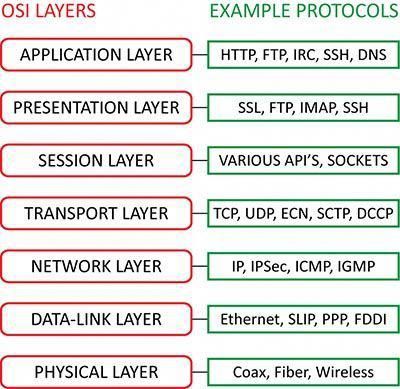 OSI LAYERS EXAMPLE PROTOCOLS
APPLICATION LAYER HTTP, FTP, IRC, SSH, DNS
PRESENTATION LAYER SSL, FTP, IMAP, SSH
SESSION LAYER VARIOUS API'S, SOCKETS
TRANSPORT LAYER TCP, UDP, ECN, SCTP, DCCP
NETWORK LAYER IP, IPSec, ICMP, IGMP
DATA-LINK LAYER Ethernet, SLIP, PPP, FDDI
PHYSICAL LAYER Coax, Fiber, Wireless